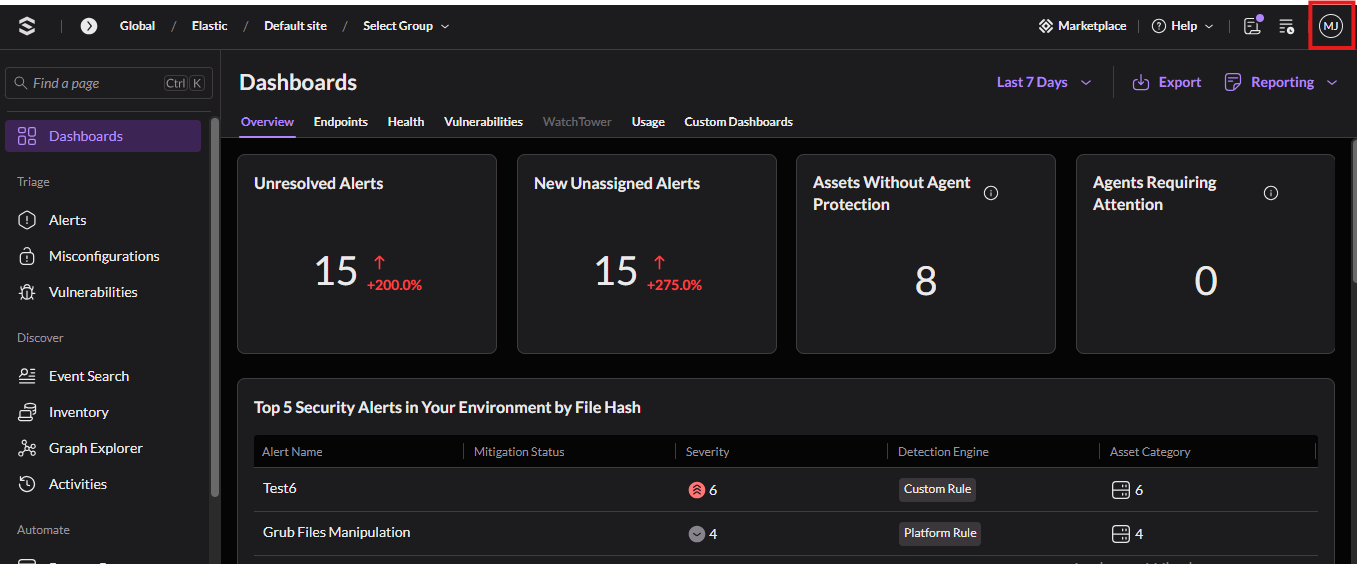 Global / Elastic / Default site / Select Group
Marketplace
Help
MJ
Find a page
Ctrl K
Dashboards
Triage
Alerts
Misconfigurations
Vulnerabilities
Discover
Event Search
Inventory
Graph Explorer
Activities
Automate
Dashboards
Last 7 Days
Export
Reporting
Overview Endpoints Health Vulnerabilities WatchTower Usage Custom Dashboards
Unresolved Alerts
15
+200.0%
New Unassigned Alerts
15
+275.0%
Assets Without Agent
Protection
8
Agents Requiring
Attention
0
Top 5 Security Alerts in Your Environment by File Hash
Alert Name Mitigation Status Severity Detection Engine Asset Category
Test6 6 Custom Rule 6
Grub Files Manipulation 4 Platform Rule 4